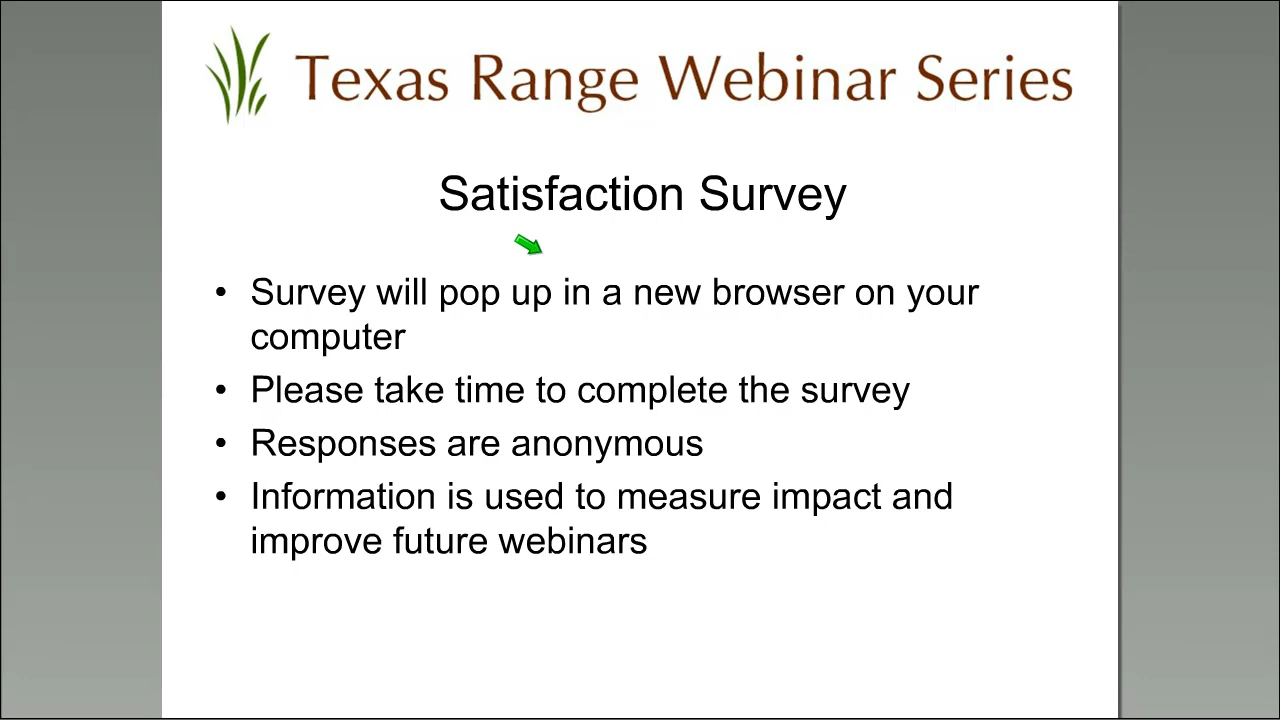 Texas Range Webinar Series
Satisfaction Survey
• Survey will pop up in a new browser on your
computer
• Please take time to complete the survey
• Responses are anonymous
• Information is used to measure impact and
improve future webinars